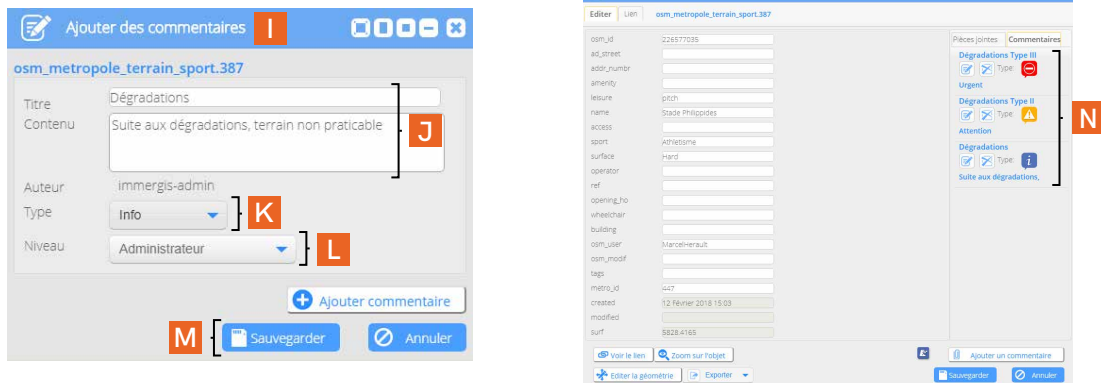 Ajouter des commentaires I
osm_metropole_terrain_sport.387
Titre Dégradations
Contenu Suite aux dégradations, terrain non praticable J
Auteur immergis-admin
Type Info K
Niveau Administrateur L
Ajouter commentaire
M Sauvegarder Annuler
Editer Lien osm_metropole_terrain_sport.387
osm_id 226577035
ad_street
addr_numbr
amenity
leisure pitch
name Stade Philippides
access
sport Athletisme
surface Hard
operator
ref
opening_ho
wheelchair
building
osm_user MarcelHerault
osm_modif
tags
metro_id 447
created 12 Février 2018 15:03
modified
surf 5828.4165
Pièces jointes Commentaires
Dégradations Type III
Type:
Urgent
Dégradations Type II
Type:
Attention
Dégradations
Type: i
Suite aux dégradations,
N
Voir le lien Zoom sur l'objet Ajouter un commentaire
Editer la géométrie Exporter Sauvegarder Annuler